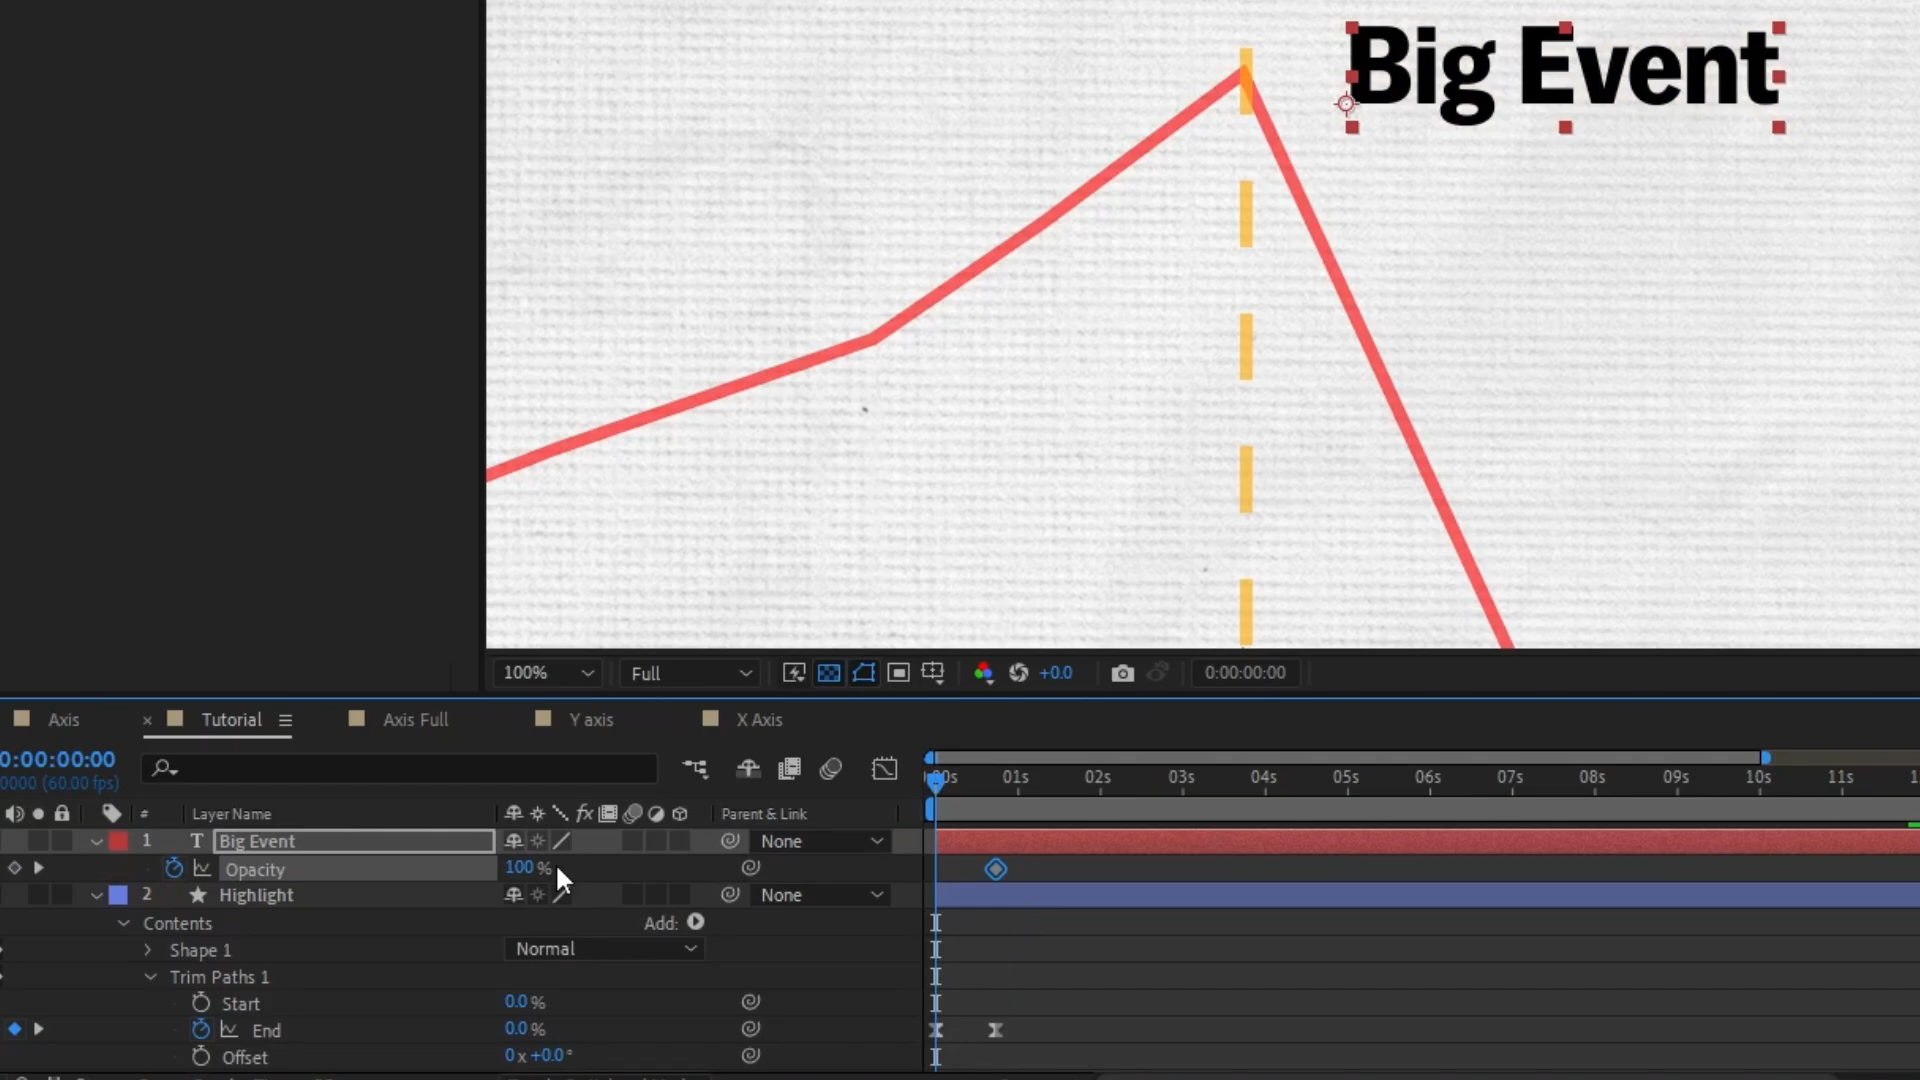 Big Event
100%
Full
+0.0
0:00:00:00
Axis
Tutorial
Axis Full
Y axis
X Axis
0:00:00:00
0000 (60.00 fps)
00s 01s 02s 03s 04s 05s 06s 07s 08s 09s 10s 11s 1
# Layer Name fx Parent & Link
1 T Big Event None
Opacity 100 %
2 Highlight None
Contents Add:
Shape 1 Normal
Trim Paths 1
Start 0.0 %
End 0.0 %
Offset 0 x +0.0 °